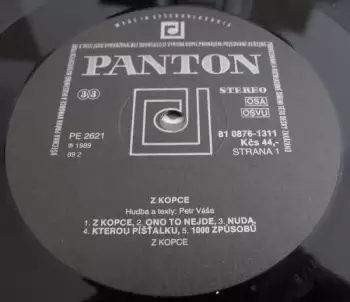 MADE IN CZECHOSLOVAKIA
PANTON
33
STEREO
OSA
OSVU
PE 2621
℗ 1989
89 2
81 0876-1311
Kčs 44,-
STRANA 1
Z KOPCE
Hudba a texty: Petr Váša
1. Z KOPCE, 2. ONO TO NEJDE, 3. NUDA,
4. KTEROU PÍŠŤALKU, 5. 1000 ZPŮSOBŮ
Z KOPCE